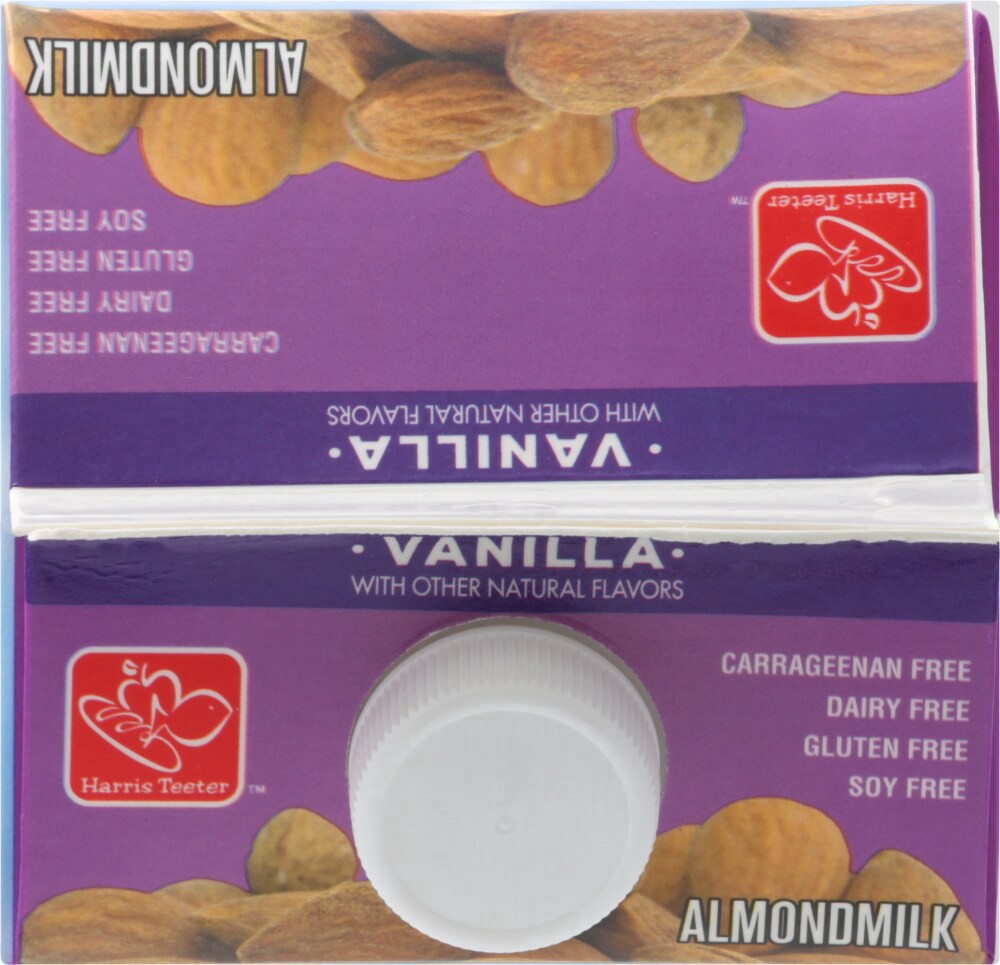 ALMONDMILK
SOY FREE
GLUTEN FREE
DAIRY FREE
CARRAGEENAN FREE
Harris Teeter
™
WITH OTHER NATURAL FLAVORS
• VANILLA •
• VANILLA •
WITH OTHER NATURAL FLAVORS
Harris Teeter
™
CARRAGEENAN FREE
DAIRY FREE
GLUTEN FREE
SOY FREE
ALMONDMILK